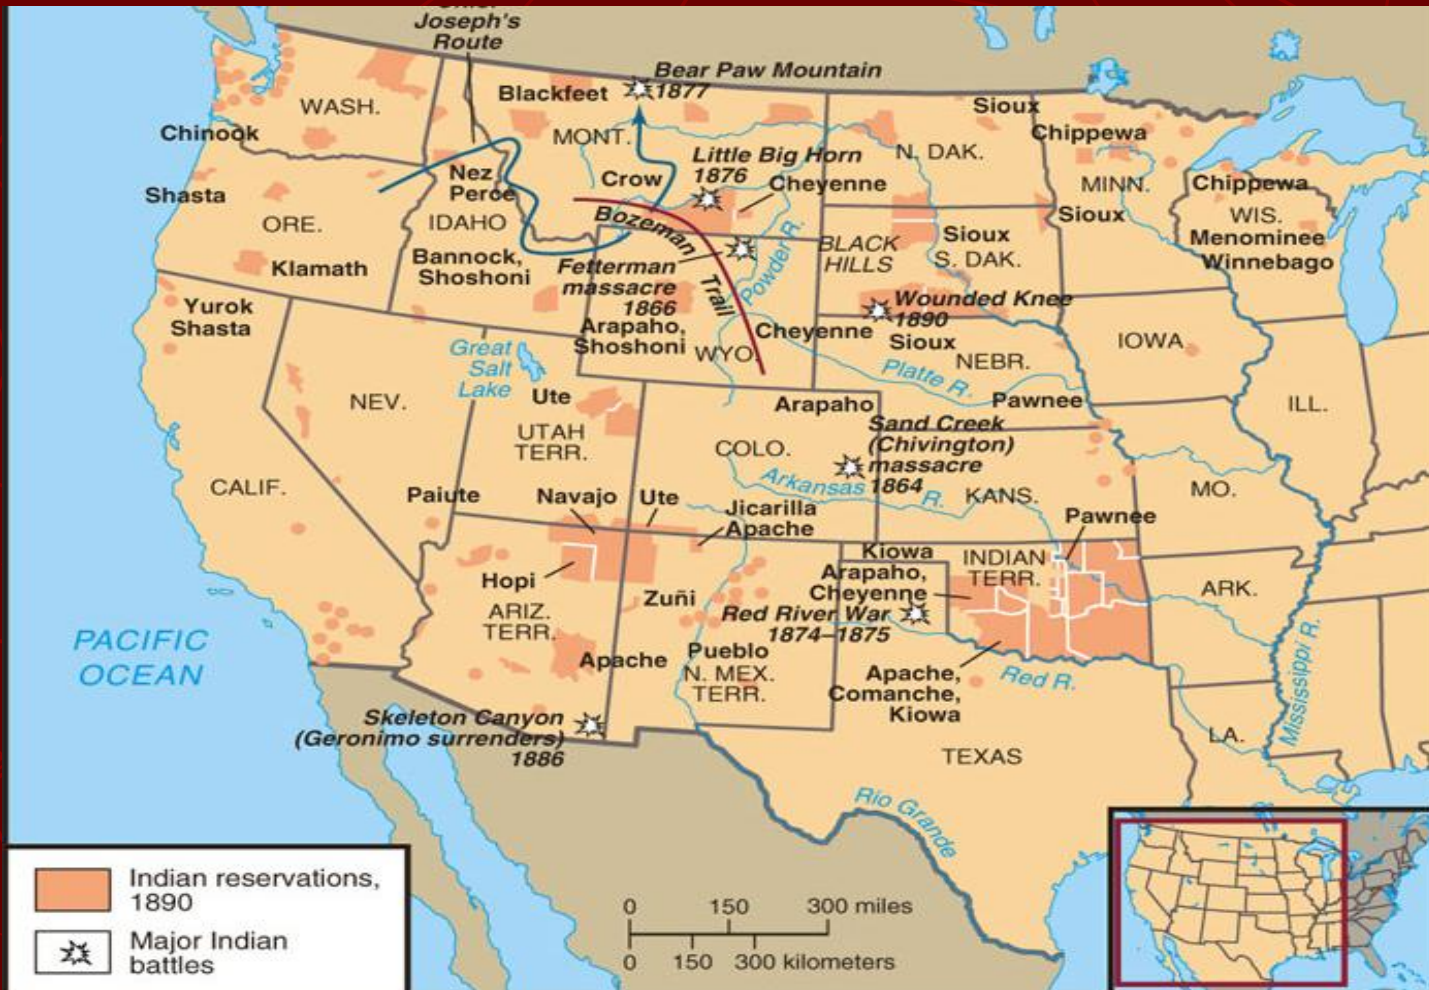 Joseph's
Route
Bear Paw Mountain
1877
Blackfeet
MONT.
WASH.
Chinook
Sioux
Chippewa
N. DAK.
Little Big Horn
1876
Cheyenne
Crow
Nez
Perce
MINN.
Chippewa
WIS.
Menominee
Winnebago
Sioux
Shasta
ORE.
IDAHO
Bozeman
Trail
Powder R.
BLACK
HILLS
Sioux
S. DAK.
Klamath
Bannock,
Shoshoni
Fetterman
massacre
1866
Wounded Knee
1890
Sioux
Yurok
Shasta
Arapaho,
Shoshoni
WYO.
Cheyenne
NEBR.
IOWA
Great
Salt
Lake
Platte R.
Pawnee
NEV.
Ute
UTAH
TERR.
Arapaho
ILL.
COLO.
Sand Creek
(Chivington)
massacre
1864
Arkansas
R.
KANS.
MO.
CALIF.
Paiute
Navajo
Ute
Jicarilla
Apache
Pawnee
Kiowa
Arapaho,
Cheyenne
INDIAN
TERR.
ARK.
Hopi
ARIZ.
TERR.
Zuñi
Red River War
1874–1875
PACIFIC
OCEAN
Apache
Pueblo
N. MEX.
TERR.
Apache,
Comanche,
Kiowa
Red R.
Mississippi R.
Skeleton Canyon
(Geronimo surrenders)
1886
TEXAS
LA.
Rio Grande
Indian reservations,
1890
Major Indian
battles
0 150 300 miles
0 150 300 kilometers